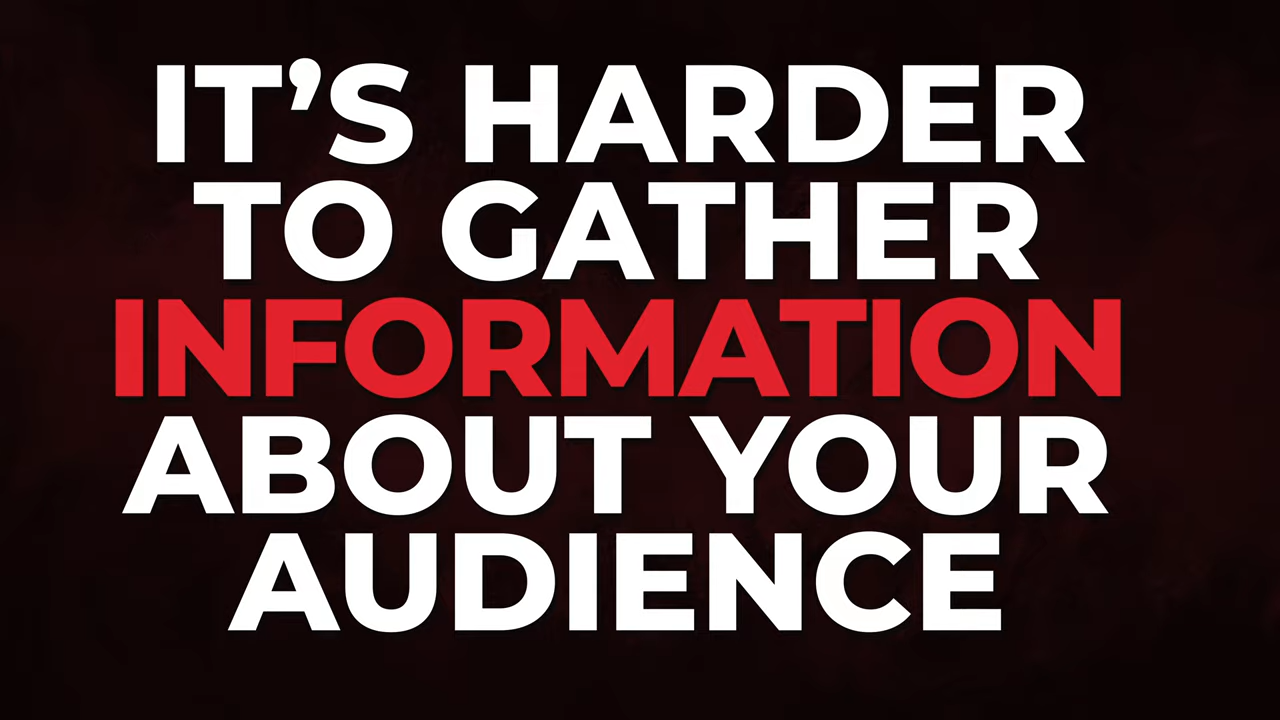 IT’S HARDER
TO GATHER
INFORMATION
ABOUT YOUR
AUDIENCE